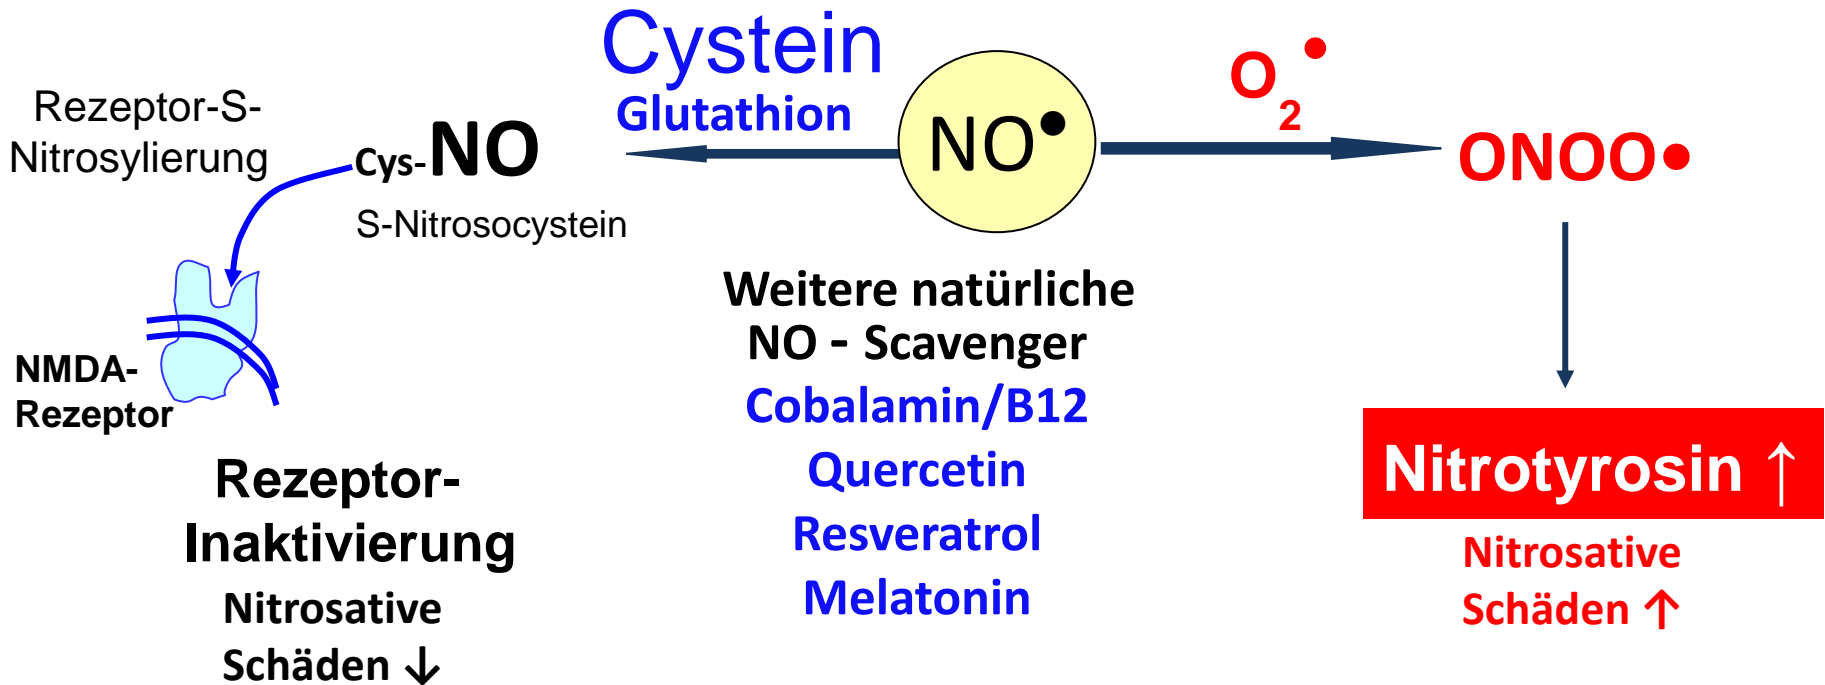 Cystein
Glutathion
Rezeptor-S-
Nitrosylierung
Cys-NO
S-Nitrosocystein
NMDA-
Rezeptor
Rezeptor-
Inaktivierung
Nitrosative
Schäden ↓
NO•
Weitere natürliche
NO - Scavenger
Cobalamin/B12
Quercetin
Resveratrol
Melatonin
O2•
ONOO•
Nitrotyrosin ↑
Nitrosative
Schäden ↑